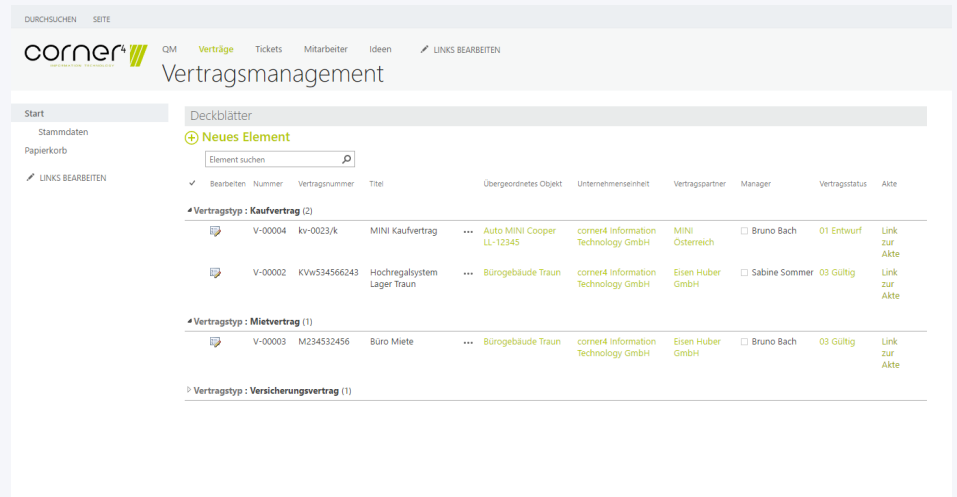 DURCHSUCHEN SEITE
corner4
QM Verträge Tickets Mitarbeiter Ideen LINKS BEARBEITEN
Vertragsmanagement
Start
Stammdaten
Papierkorb
LINKS BEARBEITEN
Deckblätter
Neues Element
Element suchen
Bearbeiten Nummer Vertragsnummer Titel Übergeordnetes Objekt Unternehmenseinheit Vertragspartner Manager Vertragsstatus Akte
Vertragstyp : Kaufvertrag (2)
V-00004 kv-0023/k MINI Kaufvertrag ... Auto MINI Cooper corner4 Information MINI Bruno Bach 01 Entwurf Link
LL-12345 Technology GmbH Österreich zur
Akte
V-00002 KVw534566243 Hochregalsystem ... Bürogebäude Traun corner4 Information Eisen Huber Sabine Sommer 03 Gültig Link
Lager Traun Technology GmbH GmbH zur
Akte
Vertragstyp : Mietvertrag (1)
V-00003 M234532456 Büro Miete ... Bürogebäude Traun corner4 Information Eisen Huber Bruno Bach 03 Gültig Link
Technology GmbH GmbH zur
Akte
Vertragstyp : Versicherungsvertrag (1)